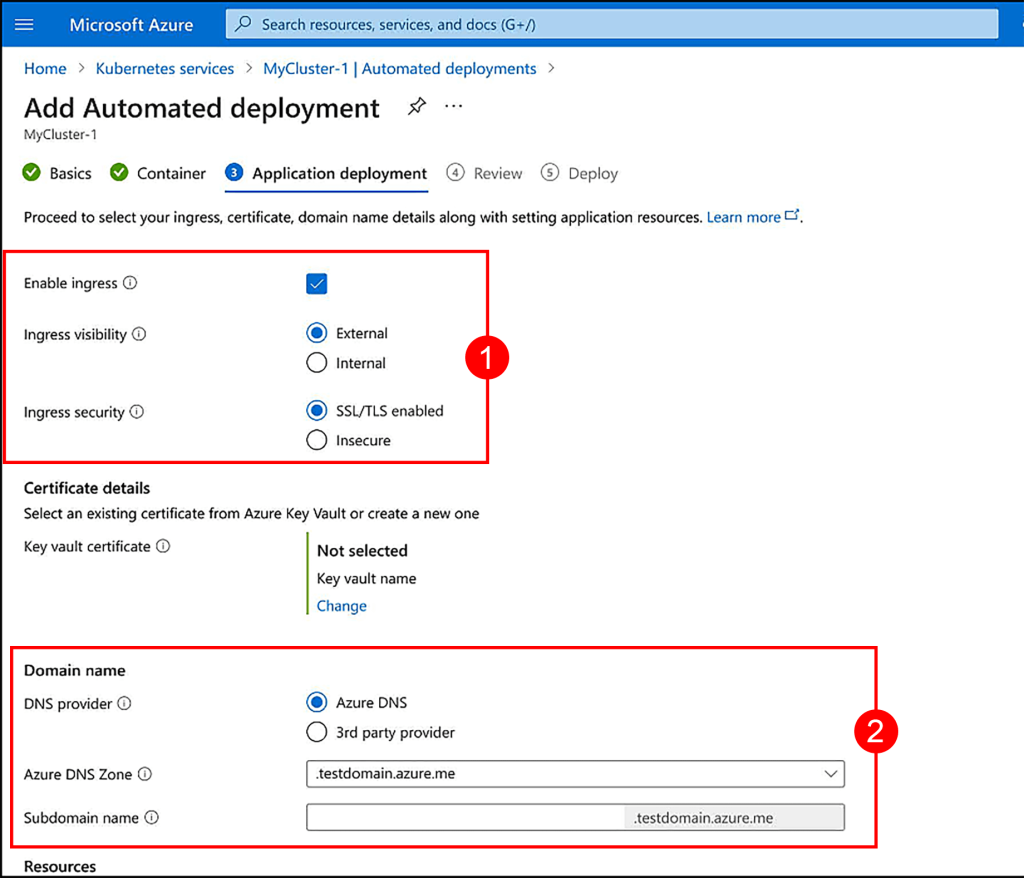 Microsoft Azure
Search resources, services, and docs (G+/)
Home > Kubernetes services > MyCluster-1 | Automated deployments >
Add Automated deployment ...
MyCluster-1
Basics Container 3 Application deployment 4 Review 5 Deploy
Proceed to select your ingress, certificate, domain name details along with setting application resources. Learn more.
Enable ingress
Ingress visibility External
Internal
1
Ingress security SSL/TLS enabled
Insecure
Certificate details
Select an existing certificate from Azure Key Vault or create a new one
Key vault certificate Not selected
Key vault name
Change
Domain name
DNS provider Azure DNS
3rd party provider
2
Azure DNS Zone .testdomain.azure.me
Subdomain name .testdomain.azure.me
Resources